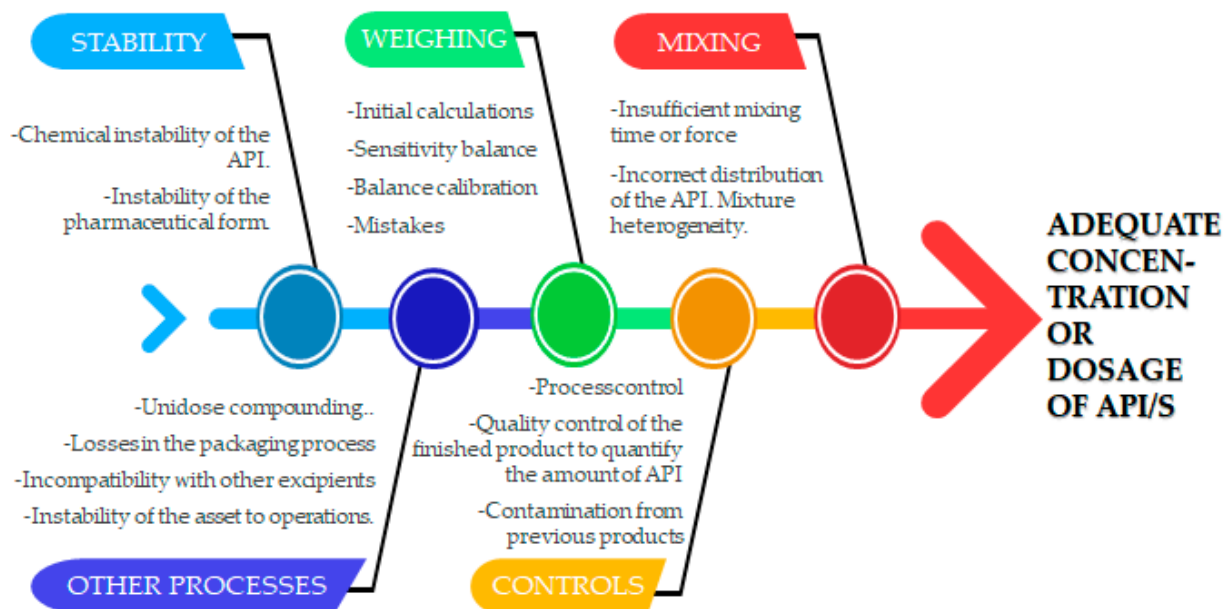 STABILITY
-Chemical instability of the
API.
-Instability of the
pharmaceutical form.
WEIGHING
-Initial calculations
-Sensitivity balance
-Balance calibration
-Mistakes
MIXING
-Insufficient mixing
time or force
-Incorrect distribution
of the API. Mixture
heterogeneity.
ADEQUATE
CONCEN-
TRATION
OR
DOSAGE
OF API/S
-Unidose compounding..
-Losses in the packaging process
-Incompatibility with other excipients
-Instability of the asset to operations.
OTHER PROCESSES
-Process control
-Quality control of the
finished product to quantify
the amount of API
-Contamination from
previous products
CONTROLS